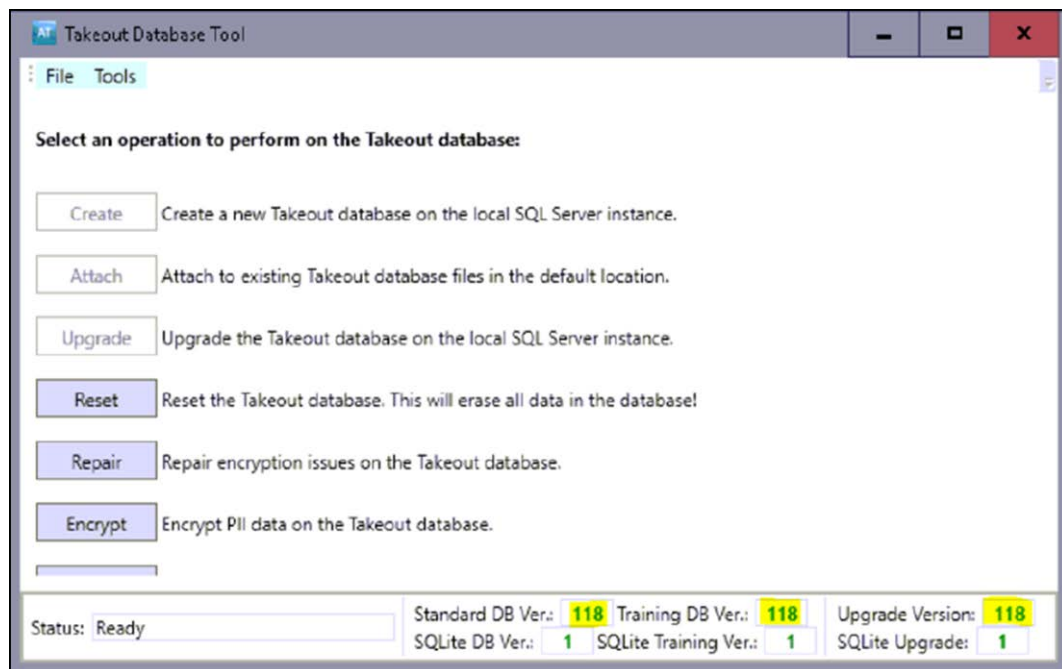 AT Takeout Database Tool
File Tools
Select an operation to perform on the Takeout database:
Create Create a new Takeout database on the local SQL Server instance.
Attach Attach to existing Takeout database files in the default location.
Upgrade Upgrade the Takeout database on the local SQL Server instance.
Reset Reset the Takeout database. This will erase all data in the database!
Repair Repair encryption issues on the Takeout database.
Encrypt Encrypt PII data on the Takeout database.
Status: Ready Standard DB Ver.: 118 Training DB Ver.: 118 Upgrade Version: 118
SQLite DB Ver.: 1 SQLite Training Ver.: 1 SQLite Upgrade: 1